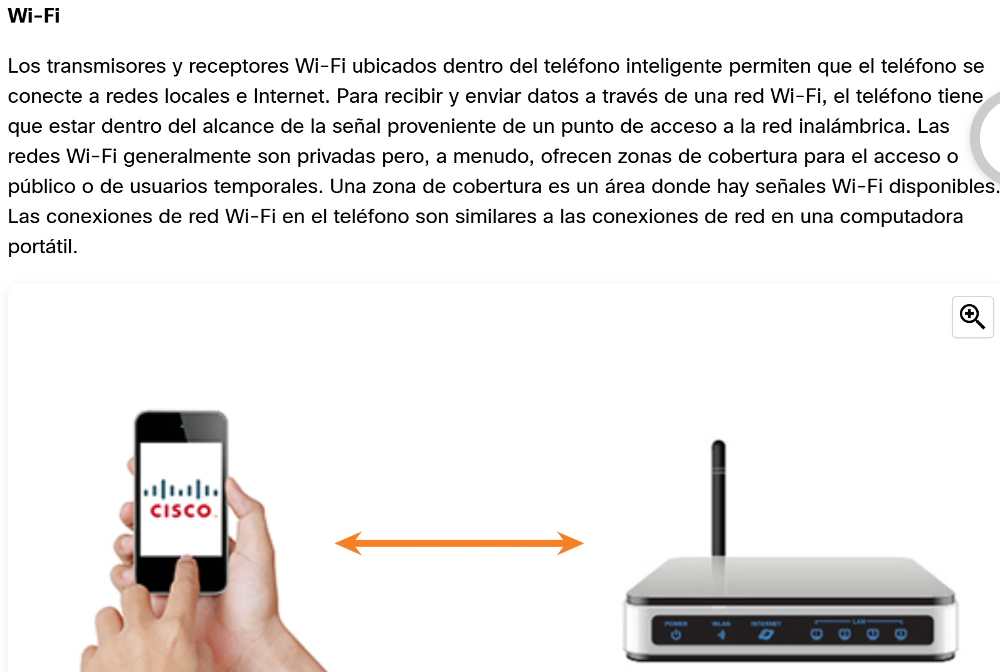 Wi-Fi
Los transmisores y receptores Wi-Fi ubicados dentro del teléfono inteligente permiten que el teléfono se
conecte a redes locales e Internet. Para recibir y enviar datos a través de una red Wi-Fi, el teléfono tiene
que estar dentro del alcance de la señal proveniente de un punto de acceso a la red inalámbrica. Las
redes Wi-Fi generalmente son privadas pero, a menudo, ofrecen zonas de cobertura para el acceso o
público o de usuarios temporales. Una zona de cobertura es un área donde hay señales Wi-Fi disponibles.
Las conexiones de red Wi-Fi en el teléfono son similares a las conexiones de red en una computadora
portátil.
CISCO
POWER WLAN INTERNET LAN